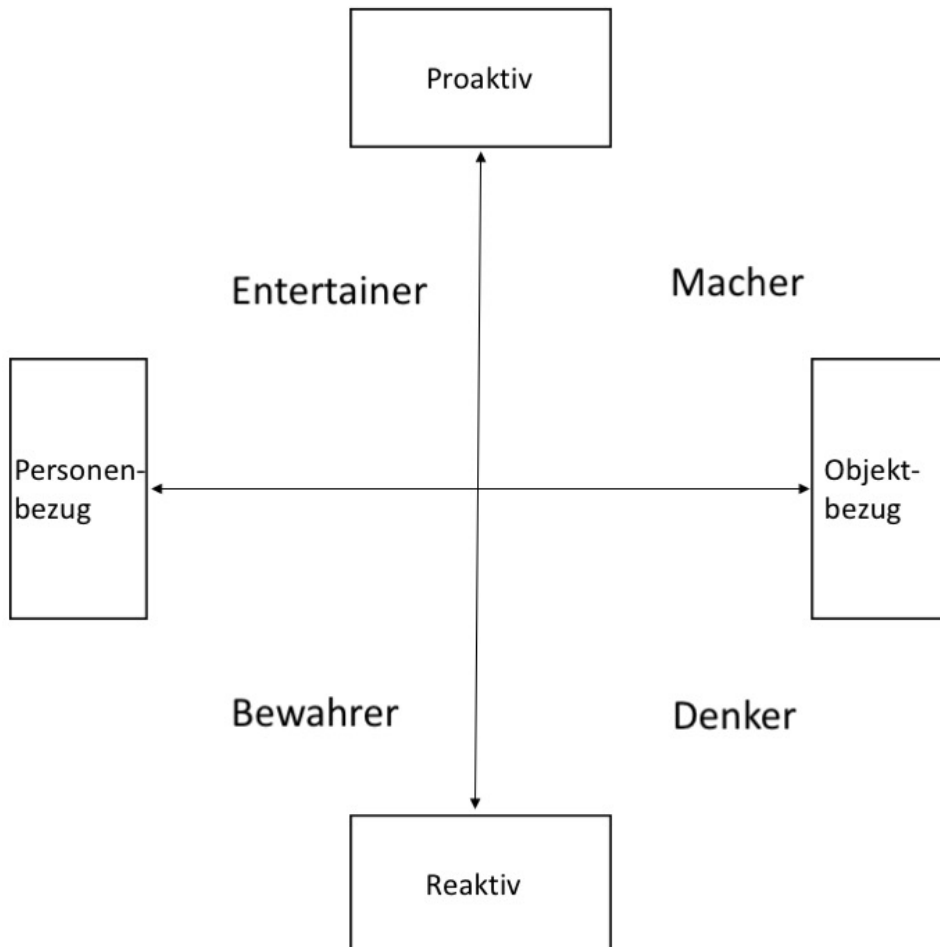 Proaktiv
Entertainer
Macher
Personen-
bezug
Objekt-
bezug
Bewahrer
Denker
Reaktiv